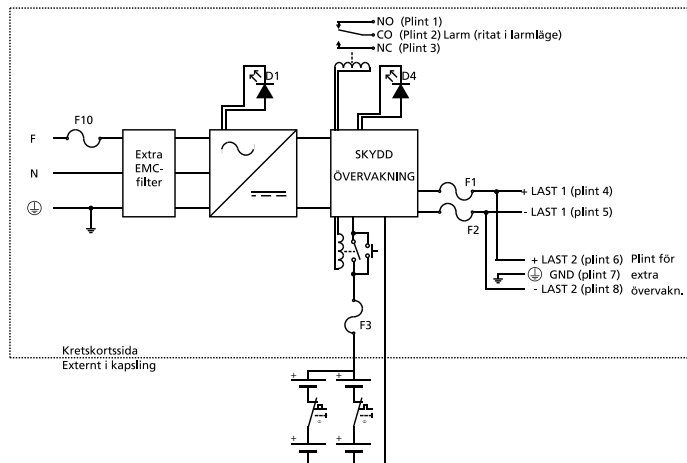 NO (Plint 1)
CO (Plint 2) Larm (ritat i larmläge)
NC (Plint 3)
D1
D4
F10
F
N
Extra
EMC-
filter
SKYDD
ÖVERVAKNING
F1
F2
+ LAST 1 (plint 4)
- LAST 1 (plint 5)
+ LAST 2 (plint 6) Plint för
GND (plint 7) extra
- LAST 2 (plint 8) övervakn.
F3
Kretskortssida
Externt i kapsling
+ +
+ +